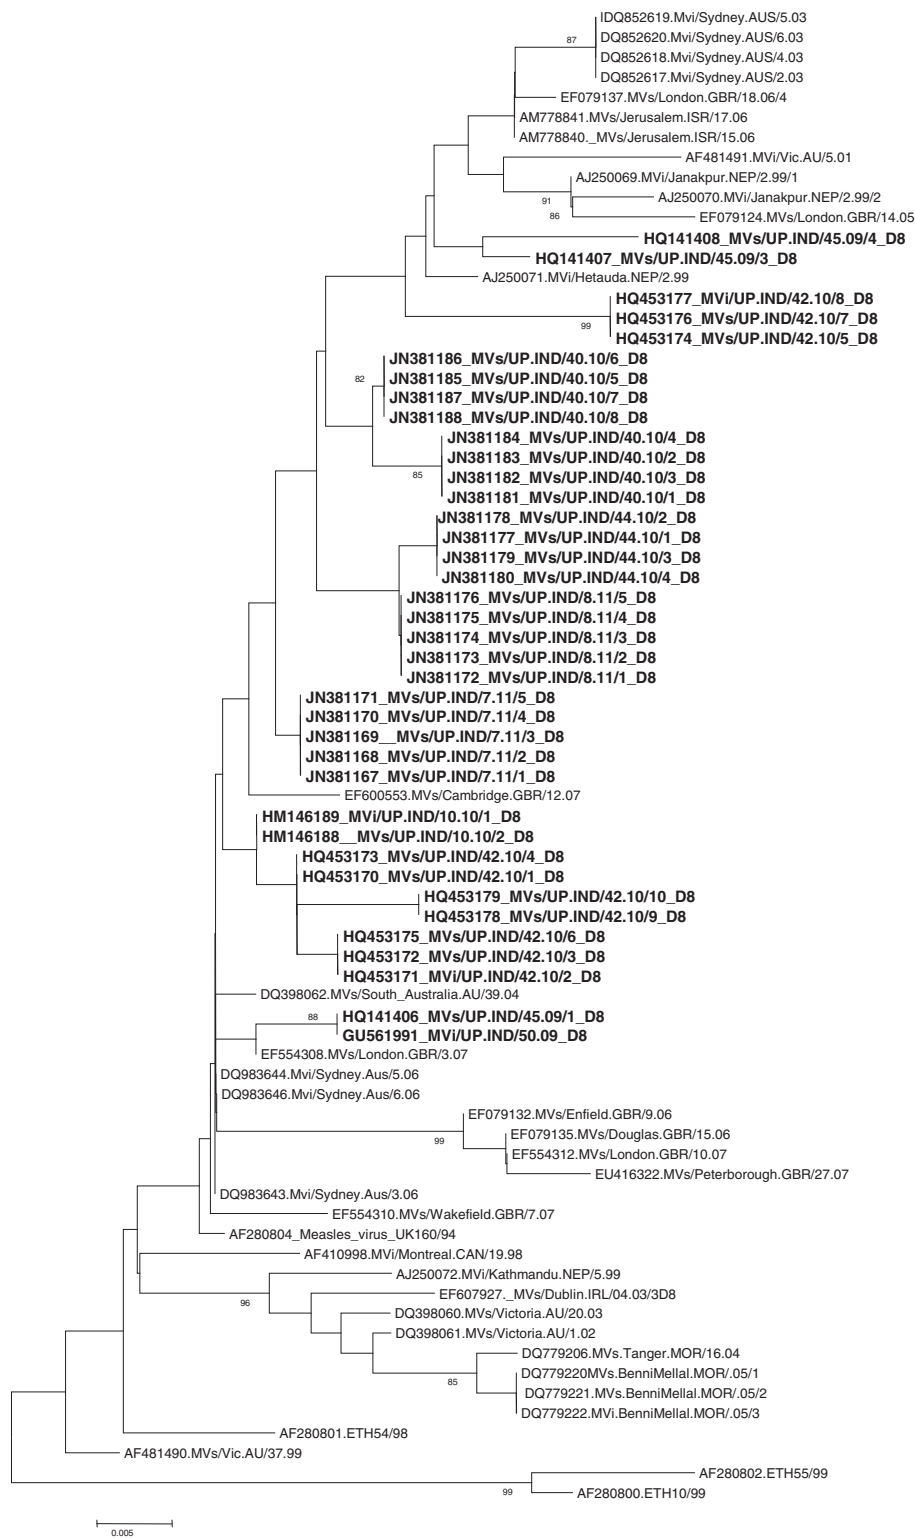 IDQ852619.Mvi/Sydney.AUS/5.03
DQ852620.Mvi/Sydney.AUS/6.03
87
DQ852618.Mvi/Sydney.AUS/4.03
DQ852617.Mvi/Sydney.AUS/2.03
EF079137.MVs/London.GBR/18.06/4
AM778841.MVs/Jerusalem.ISR/17.06
AM778840._MVs/Jerusalem.ISR/15.06
AF481491.MVi/Vic.AU/5.01
AJ250069.MVi/Janakpur.NEP/2.99/1
91
AJ250070.MVi/Janakpur.NEP/2.99/2
86
EF079124.MVs/London.GBR/14.05
HQ141408_MVs/UP.IND/45.09/4_D8
HQ141407_MVs/UP.IND/45.09/3_D8
AJ250071.MVi/Hetauda.NEP/2.99
HQ453177_MVi/UP.IND/42.10/8_D8
HQ453176_MVs/UP.IND/42.10/7_D8
99
HQ453174_MVs/UP.IND/42.10/5_D8
JN381186_MVs/UP.IND/40.10/6_D8
82
JN381185_MVs/UP.IND/40.10/5_D8
JN381187_MVs/UP.IND/40.10/7_D8
JN381188_MVs/UP.IND/40.10/8_D8
JN381184_MVs/UP.IND/40.10/4_D8
JN381183_MVs/UP.IND/40.10/2_D8
85
JN381182_MVs/UP.IND/40.10/3_D8
JN381181_MVs/UP.IND/40.10/1_D8
JN381178_MVs/UP.IND/44.10/2_D8
JN381177_MVs/UP.IND/44.10/1_D8
JN381179_MVs/UP.IND/44.10/3_D8
JN381180_MVs/UP.IND/44.10/4_D8
JN381176_MVs/UP.IND/8.11/5_D8
JN381175_MVs/UP.IND/8.11/4_D8
JN381174_MVs/UP.IND/8.11/3_D8
JN381173_MVs/UP.IND/8.11/2_D8
JN381172_MVs/UP.IND/8.11/1_D8
JN381171_MVs/UP.IND/7.11/5_D8
JN381170_MVs/UP.IND/7.11/4_D8
JN381169__MVs/UP.IND/7.11/3_D8
JN381168_MVs/UP.IND/7.11/2_D8
JN381167_MVs/UP.IND/7.11/1_D8
EF600553.MVs/Cambridge.GBR/12.07
HM146189_MVi/UP.IND/10.10/1_D8
HM146188__MVs/UP.IND/10.10/2_D8
HQ453173_MVs/UP.IND/42.10/4_D8
HQ453170_MVs/UP.IND/42.10/1_D8
HQ453179_MVs/UP.IND/42.10/10_D8
HQ453178_MVs/UP.IND/42.10/9_D8
HQ453175_MVs/UP.IND/42.10/6_D8
HQ453172_MVs/UP.IND/42.10/3_D8
HQ453171_MVi/UP.IND/42.10/2_D8
DQ398062.MVs/South_Australia.AU/39.04
88
HQ141406_MVs/UP.IND/45.09/1_D8
GU561991_MVi/UP.IND/50.09_D8
EF554308.MVs/London.GBR/3.07
DQ983644.Mvi/Sydney.Aus/5.06
DQ983646.Mvi/Sydney.Aus/6.06
EF079132.MVs/Enfield.GBR/9.06
99
EF079135.MVs/Douglas.GBR/15.06
EF554312.MVs/London.GBR/10.07
EU416322.MVs/Peterborough.GBR/27.07
DQ983643.Mvi/Sydney.Aus/3.06
EF554310.MVs/Wakefield.GBR/7.07
AF280804_Measles_virus_UK160/94
AF410998.MVi/Montreal.CAN/19.98
AJ250072.MVi/Kathmandu.NEP/5.99
96
EF607927._MVs/Dublin.IRL/04.03/3D8
DQ398060.MVs/Victoria.AU/20.03
DQ398061.MVs/Victoria.AU/1.02
DQ779206.MVs.Tanger.MOR/16.04
85
DQ779220MVs.BenniMellal.MOR/.05/1
DQ779221.MVs.BenniMellal.MOR/.05/2
DQ779222.MVi.BenniMellal.MOR/.05/3
AF280801.ETH54/98
AF481490.MVs/Vic.AU/37.99
AF280802.ETH55/99
99
AF280800.ETH10/99
0.005